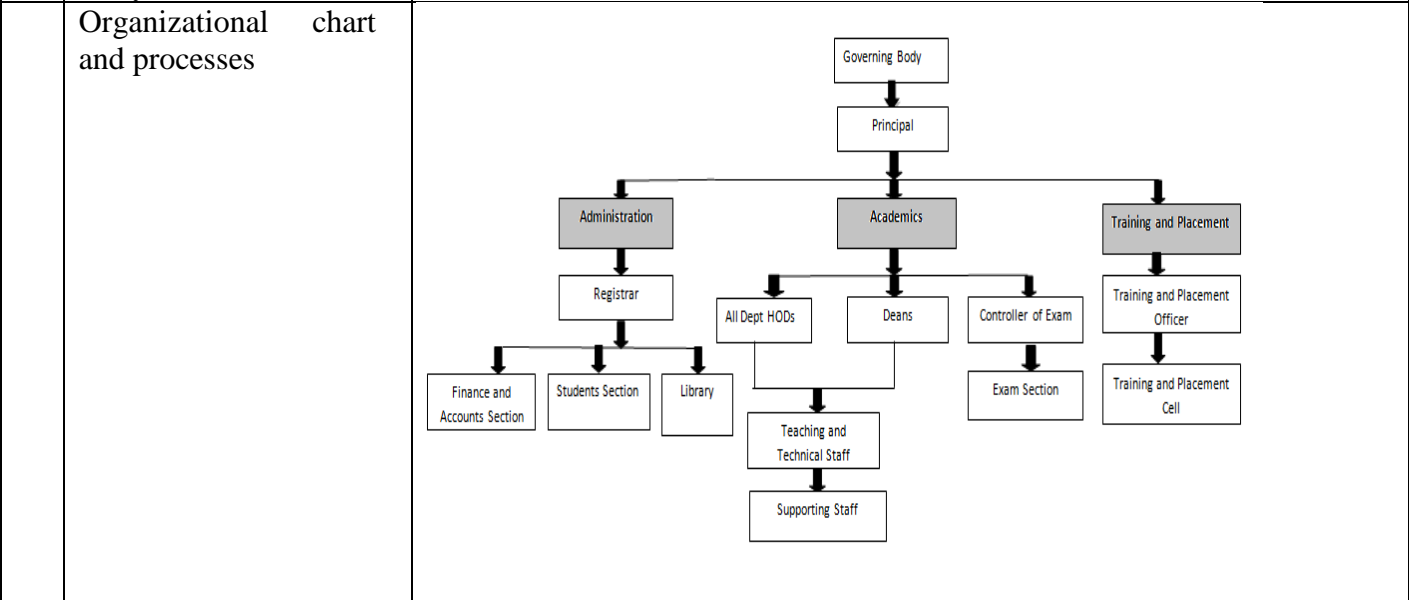 Organizational chart
and processes
Governing Body
Principal
Administration
Academics
Training and Placement
Registrar
All Dept HODs
Deans
Controller of Exam
Training and Placement
Officer
Finance and
Accounts Section
Students Section
Library
Exam Section
Training and Placement
Cell
Teaching and
Technical Staff
Supporting Staff